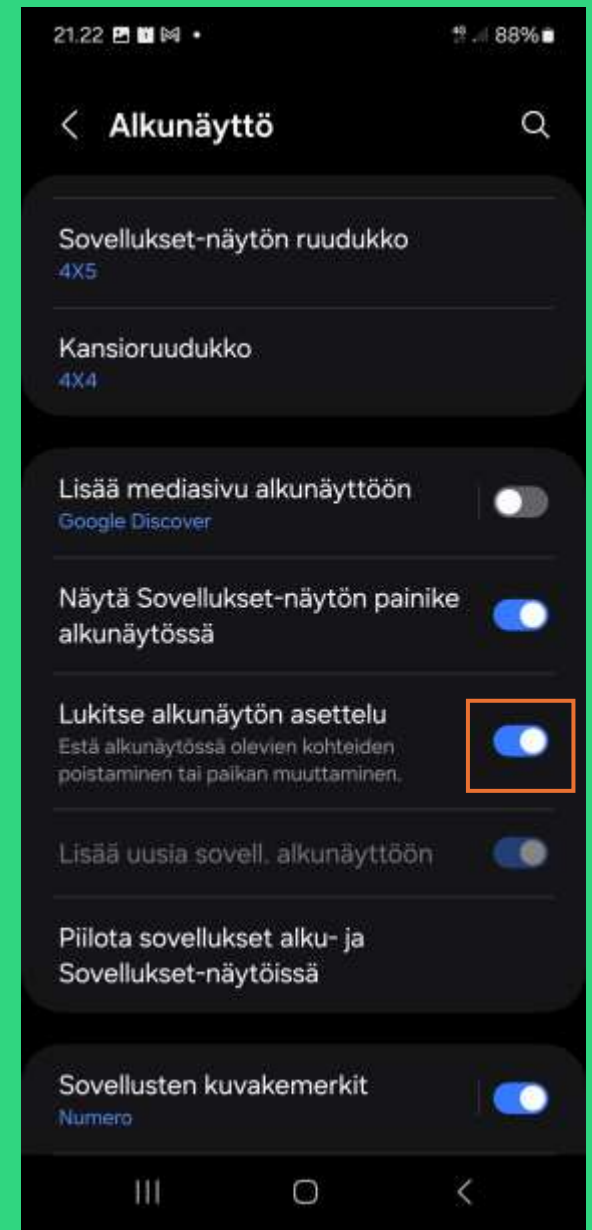 21.22
88%
Alkunäyttö
Sovellukset-näytön ruudukko
4X5
Kansioruudukko
4X4
Lisää mediasivu alkunäyttöön
Google Discover
Näytä Sovellukset-näytön painike
alkunäytössä
Lukitse alkunäytön asettelu
Estä alkunäytössä olevien kohteiden
poistaminen tai paikan muuttaminen.
Lisää uusia sovell. alkunäyttöön
Piilota sovellukset alku- ja
Sovellukset-näytöissä
Sovellusten kuvakemerkit
Numero